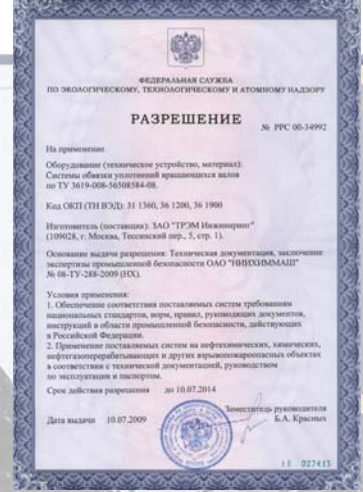 ФЕДЕРАЛЬНАЯ СЛУЖБА
ПО ЭКОЛОГИЧЕСКОМУ, ТЕХНОЛОГИЧЕСКОМУ И АТОМНОМУ НАДЗОРУ
РАЗРЕШЕНИЕ
№ РРС 00-34992
На применение
Оборудование (техническое устройство, материал):
Системы обвязки уплотнений вращающихся валов
по ТУ 3619-008-56508584-08.
Код ОКП (ТН ВЭД): 31 1360, 36 1200, 36 1900
Изготовитель (поставщик): ЗАО "ТРЭМ Инжиниринг"
(109028, г. Москва, Тессинский пер., 5, стр. 1).
Основание выдачи разрешения: Техническая документация, заключение
экспертизы промышленной безопасности ОАО "НИИХИММАШ"
№ 08-ТУ-288-2009 (НХ).
Условия применения:
1. Обеспечение соответствия поставляемых систем требованиям
национальных стандартов, норм, правил, руководящих документов,
инструкций в области промышленной безопасности, действующих
в Российской Федерации.
2. Применение поставляемых систем на нефтехимических, химических,
нефтегазоперерабатывающих и других взрывопожароопасных объектах
в соответствии с технической документацией, руководством
по эксплуатации и паспортом.
Срок действия разрешения до 10.07.2014
Заместитель руководителя
Дата выдачи 10.07.2009 Б.А. Красных
027415